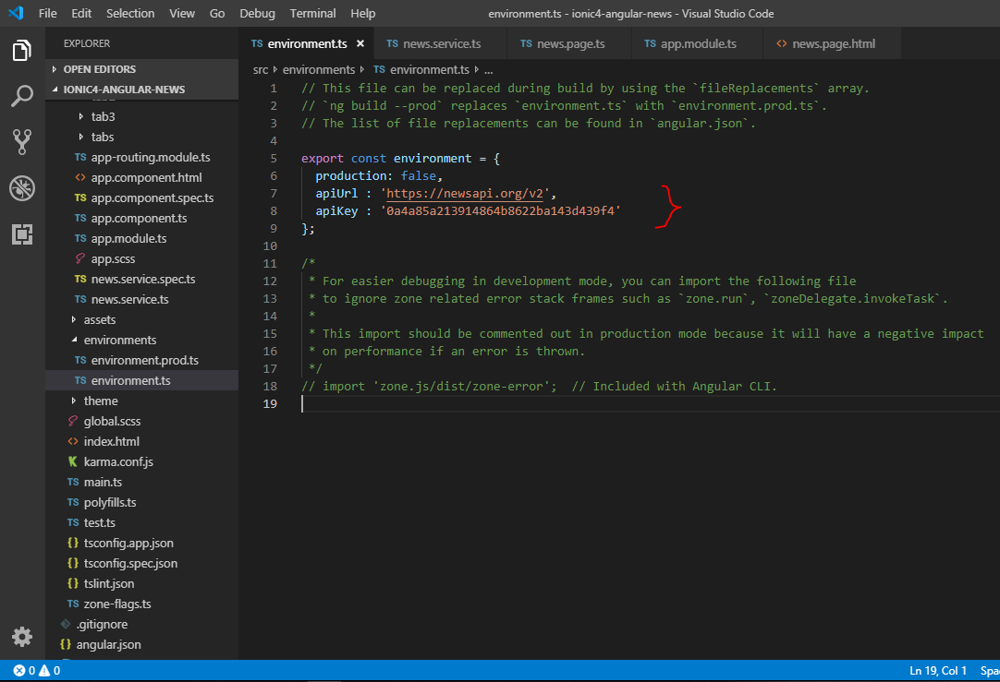 File Edit Selection View Go Debug Terminal Help environment.ts - ionic4-angular-news - Visual Studio Code
EXPLORER
OPEN EDITORS
IONIC4-ANGULAR-NEWS
tab3
tabs
TS app-routing.module.ts
<> app.component.html
TS app.component.spec.ts
TS app.component.ts
TS app.module.ts
app.scss
TS news.service.spec.ts
TS news.service.ts
assets
environments
TS environment.prod.ts
TS environment.ts
theme
global.scss
<> index.html
K karma.conf.js
TS main.ts
TS polyfills.ts
TS test.ts
{} tsconfig.app.json
{} tsconfig.spec.json
{} tslint.json
TS zone-flags.ts
.gitignore
{} angular.json
TS environment.ts × TS news.service.ts TS news.page.ts TS app.module.ts <> news.page.html
src environments TS environment.ts ...
1 // This file can be replaced during build by using the `fileReplacements` array.
2 // `ng build --prod` replaces `environment.ts` with `environment.prod.ts`.
3 // The list of file replacements can be found in `angular.json`.
4
5 export const environment = {
6 production: false,
7 apiUrl : 'https://newsapi.org/v2',
8 apiKey : '0a4a85a213914864b8622ba143d439f4'
9 };
10
11 /*
12 * For easier debugging in development mode, you can import the following file
13 * to ignore zone related error stack frames such as `zone.run`, `zoneDelegate.invokeTask`.
14 *
15 * This import should be commented out in production mode because it will have a negative impact
16 * on performance if an error is thrown.
17 */
18 // import 'zone.js/dist/zone-error';  // Included with Angular CLI.
19
0 0 Ln 19, Col 1